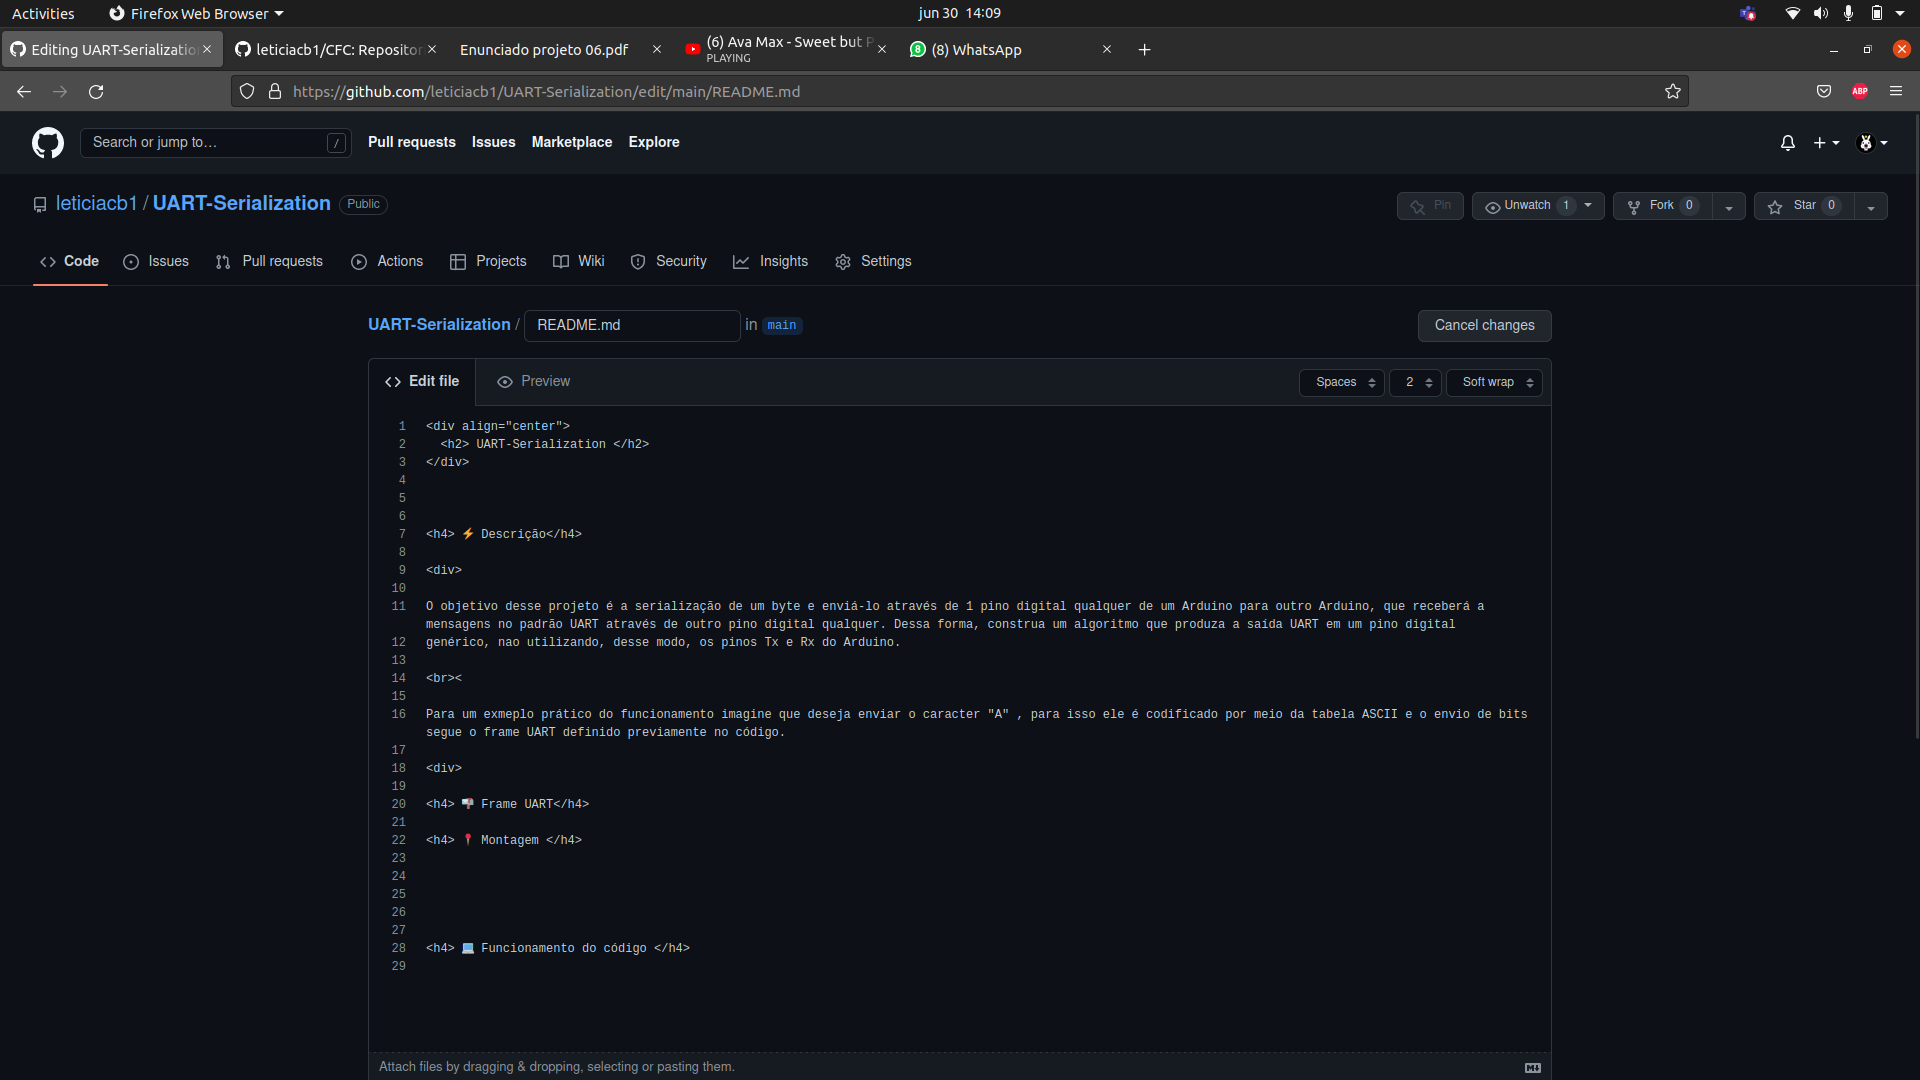 Activities Firefox Web Browser jun 30 14:09
Editing UART-Serializatio leticiacb1/CFC: Repositor Enunciado projeto 06.pdf (6) Ava Max - Sweet but P (8) WhatsApp
PLAYING
https://github.com/leticiacb1/UART-Serialization/edit/main/README.md ABP
Search or jump to… / Pull requests Issues Marketplace Explore
leticiacb1 / UART-Serialization Public Pin Unwatch 1 Fork 0 Star 0
Code Issues Pull requests Actions Projects Wiki Security Insights Settings
UART-Serialization / README.md in main Cancel changes
<> Edit file Preview Spaces 2 Soft wrap
1 <div align="center">
2 <h2> UART-Serialization </h2>
3 </div>
4
5
6
7 <h4> ⚡ Descrição</h4>
8
9 <div>
10
11 O objetivo desse projeto é a serialização de um byte e enviá-lo através de 1 pino digital qualquer de um Arduino para outro Arduino, que receberá a
mensagens no padrão UART através de outro pino digital qualquer. Dessa forma, construa um algoritmo que produza a saída UART em um pino digital
12 genérico, nao utilizando, desse modo, os pinos Tx e Rx do Arduino.
13
14 <br><
15
16 Para um exmeplo prático do funcionamento imagine que deseja enviar o caracter "A" , para isso ele é codificado por meio da tabela ASCII e o envio de bits
segue o frame UART definido previamente no código.
17
18 <div>
19
20 <h4> 📬 Frame UART</h4>
21
22 <h4> 📍 Montagem </h4>
23
24
25
26
27
28 <h4> 💻 Funcionamento do código </h4>
29
Attach files by dragging & dropping, selecting or pasting them.